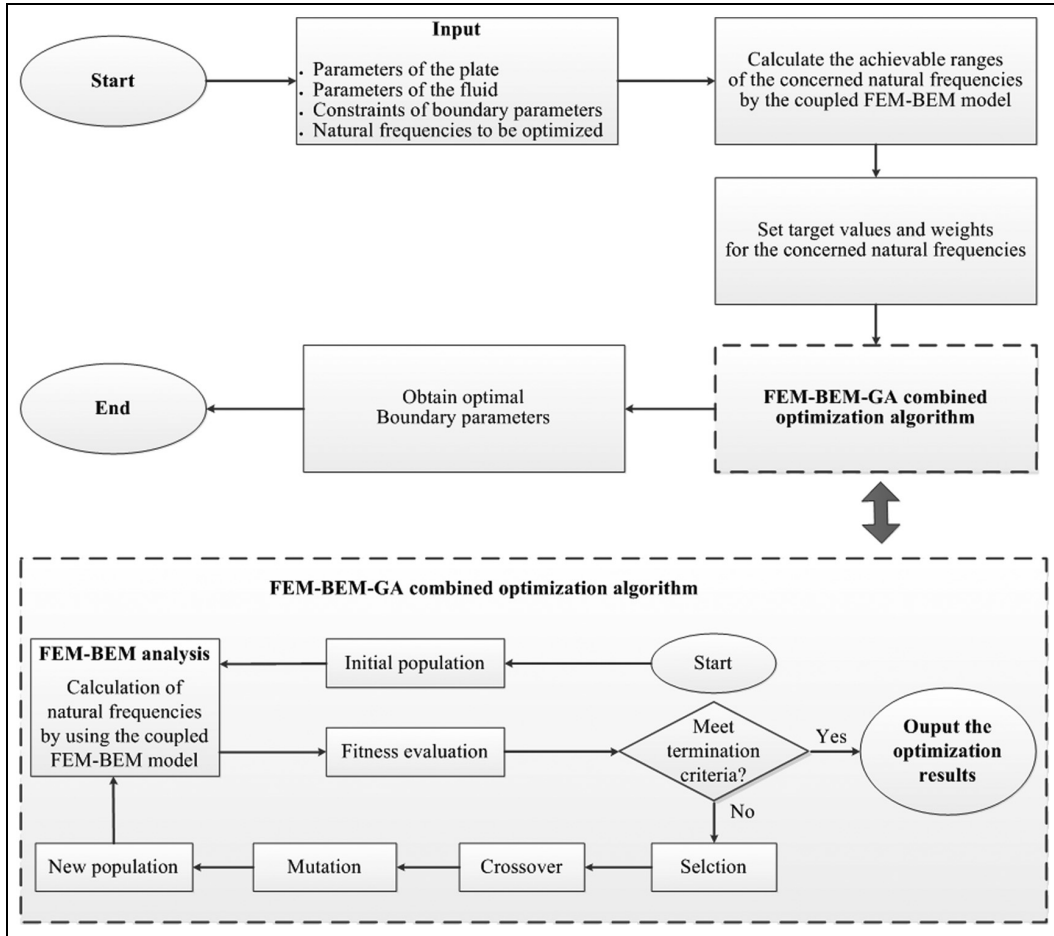 Start
Input
· Parameters of the plate
· Parameters of the fluid
· Constraints of boundary parameters
· Natural frequencies to be optimized
Calculate the achievable ranges
of the concerned natural frequencies
by the coupled FEM-BEM model
Set target values and weights
for the concerned natural frequencies
FEM-BEM-GA combined
optimization algorithm
Obtain optimal
Boundary parameters
End
FEM-BEM-GA combined optimization algorithm
Start
Initial population
FEM-BEM analysis
Calculation of
natural frequencies
by using the coupled
FEM-BEM model
Fitness evaluation
Meet
termination
criteria?
Yes
Ouput the
optimization
results
No
Selction
Crossover
Mutation
New population